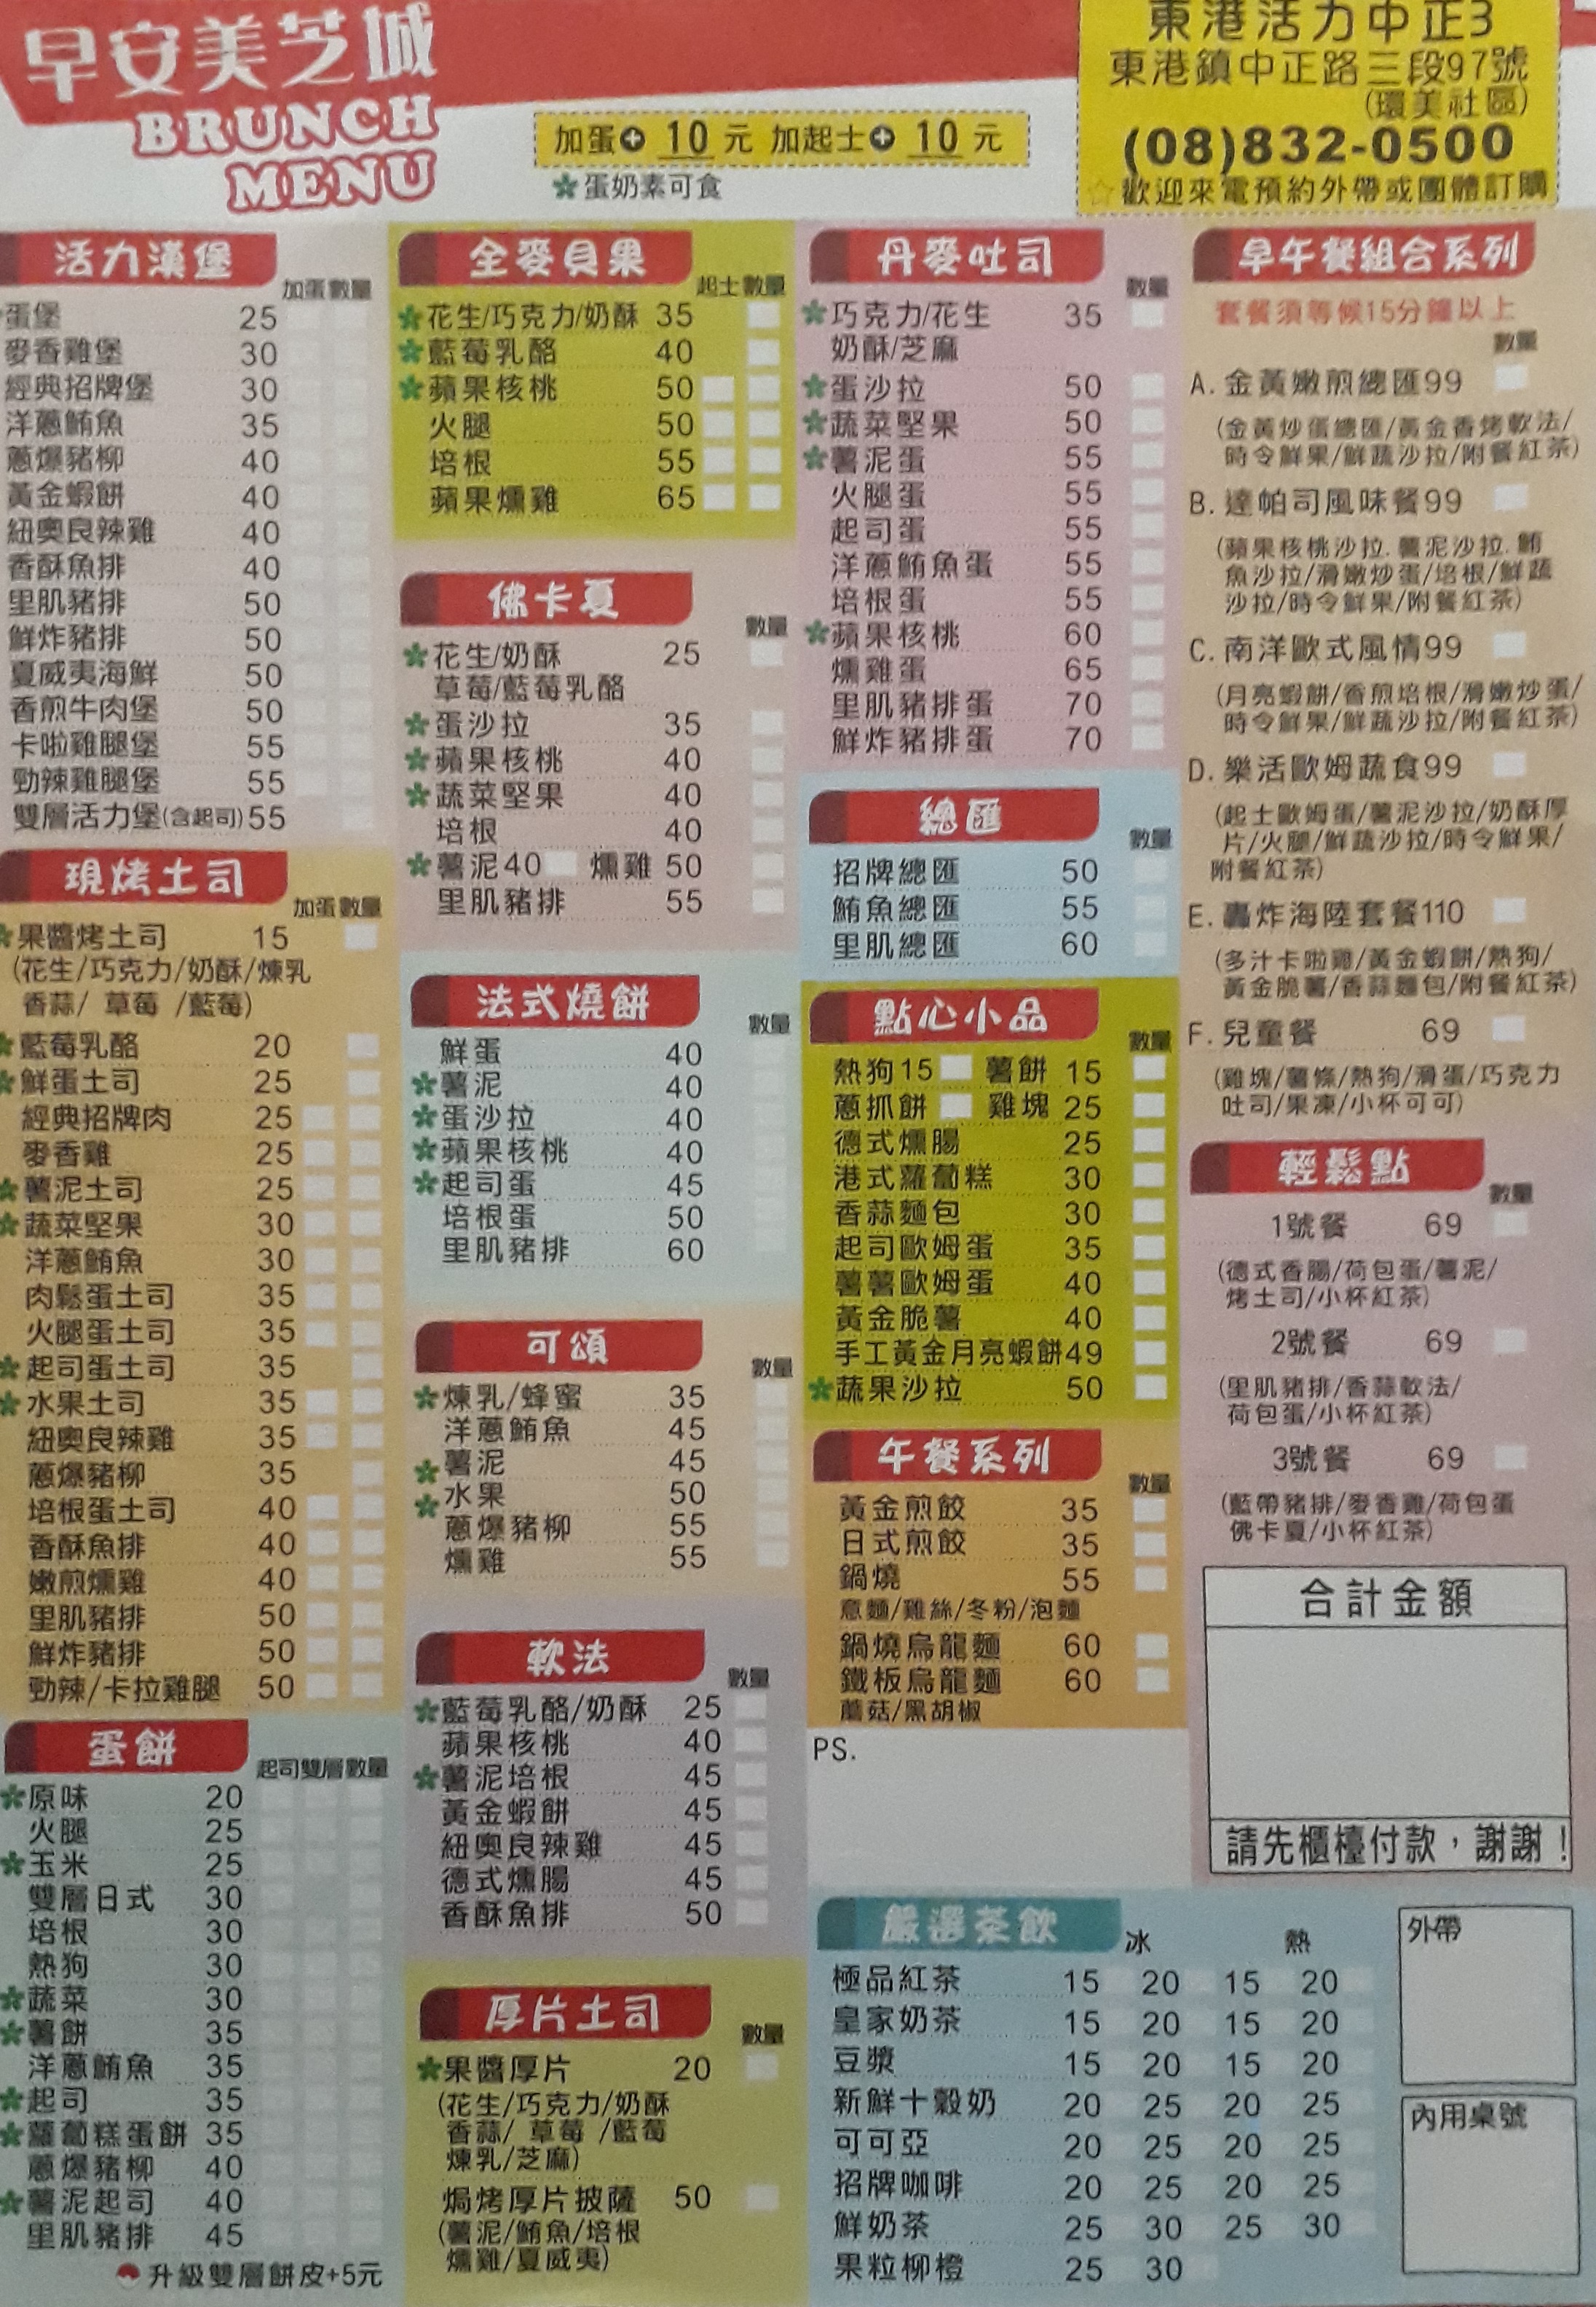 早安美芝城
BRUNCH
MENU
加蛋+10元 加起士+10元
蛋奶素可食
東港活力中正3
東港鎮中正路三段97號
(環美社區)
(08)832-0500
☆歡迎來電預約外帶或團體訂購
活力漢堡
加蛋 數量
蛋堡 25
麥香雞堡 30
經典招牌堡 30
洋蔥鮪魚 35
蔥爆豬柳 40
黃金蝦餅 40
紐奧良辣雞 40
香酥魚排 40
里肌豬排 50
鮮炸豬排 50
夏威夷海鮮 50
香煎牛肉堡 50
卡啦雞腿堡 55
勁辣雞腿堡 55
雙層活力堡(含起司) 55
現烤土司
加蛋 數量
果醬烤土司 15
(花生/巧克力/奶酥/煉乳
香蒜/草莓/藍莓)
藍莓乳酪 20
鮮蛋土司 25
經典招牌肉 25
麥香雞 25
薯泥土司 25
蔬菜堅果 30
洋蔥鮪魚 30
肉鬆蛋土司 35
火腿蛋土司 35
起司蛋土司 35
水果土司 35
紐奧良辣雞 35
蔥爆豬柳 35
培根蛋土司 40
香酥魚排 40
嫩煎燻雞 40
里肌豬排 50
鮮炸豬排 50
勁辣/卡拉雞腿 50
蛋餅
起司 雙層 數量
原味 20
火腿 25
玉米 25
雙層日式 30
培根 30
熱狗 30
蔬菜 30
薯餅 35
洋蔥鮪魚 35
起司 35
蘿蔔糕蛋餅 35
蔥爆豬柳 40
薯泥起司 40
里肌豬排 45
升級雙層餅皮+5元
全麥貝果
起士 數量
花生/巧克力/奶酥 35
藍莓乳酪 40
蘋果核桃 50
火腿 50
培根 55
蘋果燻雞 65
佛卡夏
數量
花生/奶酥
草莓/藍莓乳酪 25
蛋沙拉 35
蘋果核桃 40
蔬菜堅果 40
培根 40
薯泥40 燻雞 50
里肌豬排 55
法式燒餅
數量
鮮蛋 40
薯泥 40
蛋沙拉 40
蘋果核桃 40
起司蛋 45
培根蛋 50
里肌豬排 60
可頌
數量
煉乳/蜂蜜 35
洋蔥鮪魚 45
薯泥 45
水果 50
蔥爆豬柳 55
燻雞 55
軟法
數量
藍莓乳酪/奶酥 25
蘋果核桃 40
薯泥培根 45
黃金蝦餅 45
紐奧良辣雞 45
德式燻腸 45
香酥魚排 50
厚片土司
數量
果醬厚片 20
(花生/巧克力/奶酥
香蒜/草莓/藍莓
煉乳/芝麻)
焗烤厚片披薩 50
(薯泥/鮪魚/培根
燻雞/夏威夷)
丹麥吐司
數量
巧克力/花生 35
奶酥/芝麻
蛋沙拉 50
蔬菜堅果 50
薯泥蛋 55
火腿蛋 55
起司蛋 55
洋蔥鮪魚蛋 55
培根蛋 55
蘋果核桃 60
燻雞蛋 65
里肌豬排蛋 70
鮮炸豬排蛋 70
總匯
數量
招牌總匯 50
鮪魚總匯 55
里肌總匯 60
點心小品
數量
熱狗15 薯餅 15
蔥抓餅 雞塊 25
德式燻腸 25
港式蘿蔔糕 30
香蒜麵包 30
起司歐姆蛋 35
薯薯歐姆蛋 40
黃金脆薯 40
手工黃金月亮蝦餅 49
蔬果沙拉 50
午餐系列
數量
黃金煎餃 35
日式煎餃 35
鍋燒 55
意麵/雞絲/冬粉/泡麵
鍋燒烏龍麵 60
鐵板烏龍麵 60
蘑菇/黑胡椒
PS.
嚴選茶飲
冰 熱
極品紅茶 15 20 15 20
皇家奶茶 15 20 15 20
豆漿 15 20 15 20
新鮮十穀奶 20 25 20 25
可可亞 20 25 20 25
招牌咖啡 20 25 20 25
鮮奶茶 25 30 25 30
果粒柳橙 25 30
早午餐組合系列
套餐須等候15分鐘以上
數量
A. 金黃嫩煎總匯99
(金黃炒蛋總匯/黃金香烤軟法/
時令鮮果/鮮蔬沙拉/附餐紅茶)
B. 達帕司風味餐99
(蘋果核桃沙拉.薯泥沙拉.鮪
魚沙拉/滑嫩炒蛋/培根/鮮蔬
沙拉/時令鮮果/附餐紅茶)
C. 南洋歐式風情99
(月亮蝦餅/香煎培根/滑嫩炒蛋/
時令鮮果/鮮蔬沙拉/附餐紅茶)
D. 樂活歐姆蔬食99
(起士歐姆蛋/薯泥沙拉/奶酥厚
片/火腿/鮮蔬沙拉/時令鮮果/
附餐紅茶)
E. 轟炸海陸套餐110
(多汁卡啦雞/黃金蝦餅/熱狗/
黃金脆薯/香蒜麵包/附餐紅茶)
F. 兒童餐 69
(雞塊/薯條/熱狗/滑蛋/巧克力
吐司/果凍/小杯可可)
輕鬆點
數量
1號餐 69
(德式香腸/荷包蛋/薯泥/
烤土司/小杯紅茶)
2號餐 69
(里肌豬排/香蒜軟法/
荷包蛋/小杯紅茶)
3號餐 69
(藍帶豬排/麥香雞/荷包蛋
佛卡夏/小杯紅茶)
合計金額
請先櫃檯付款，謝謝！
外帶
內用桌號